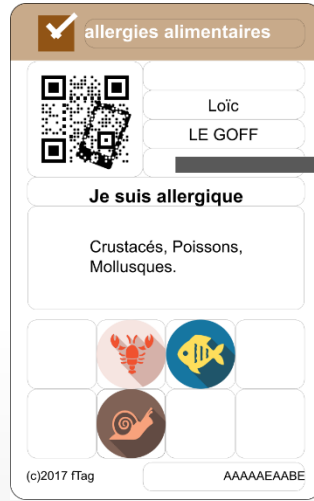 allergies alimentaires
Loïc
LE GOFF
Je suis allergique
Crustacés, Poissons,
Mollusques.
(c)2017 fTag
AAAAAEAABE